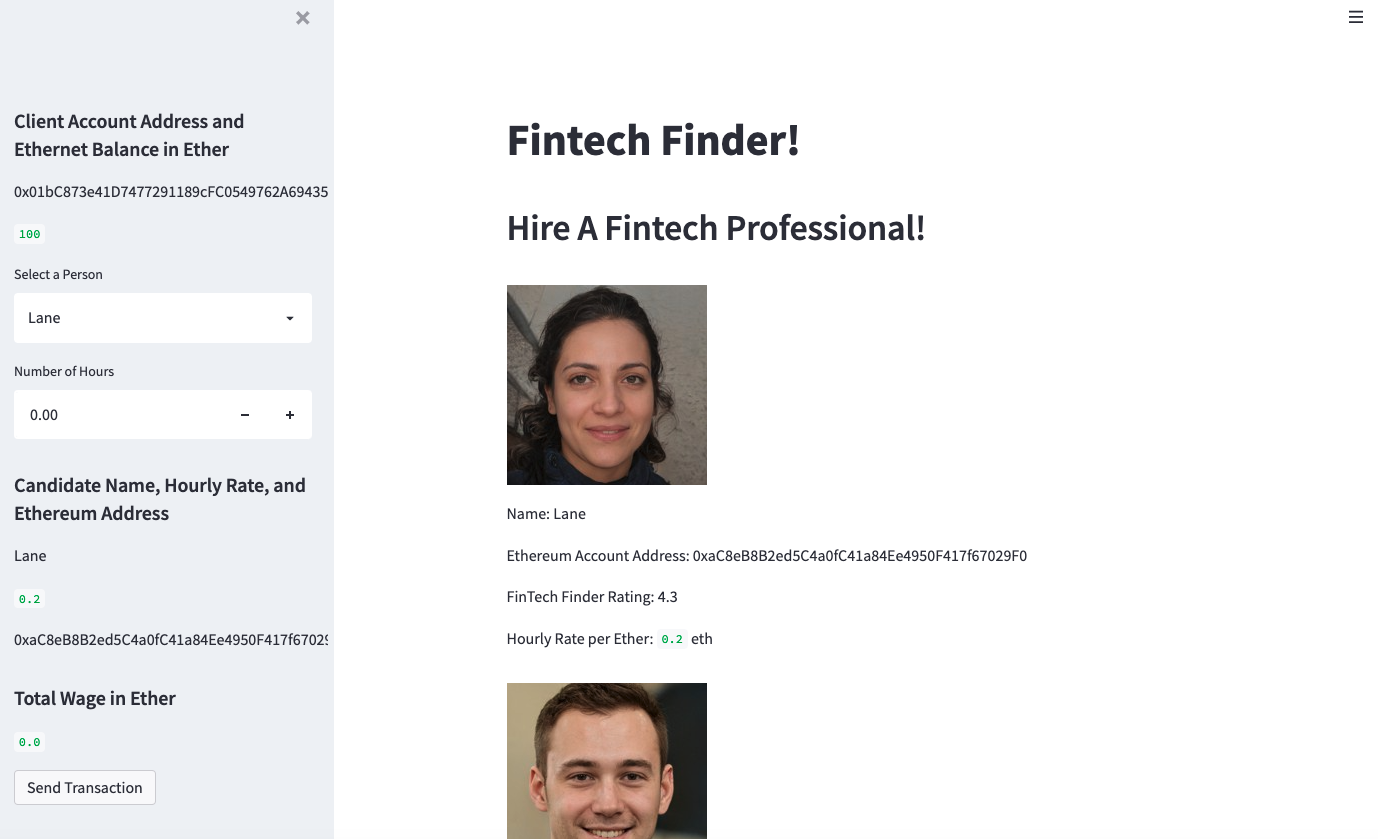 Client Account Address and
Ethernet Balance in Ether
0x01bC873e41D7477291189cFC0549762A69435
100
Select a Person
Lane
Number of Hours
0.00
Candidate Name, Hourly Rate, and
Ethereum Address
Lane
0.2
0xaC8eB8B2ed5C4a0fC41a84Ee4950F417f67029
Total Wage in Ether
0.0
Send Transaction
Fintech Finder!
Hire A Fintech Professional!
Name: Lane
Ethereum Account Address: 0xaC8eB8B2ed5C4a0fC41a84Ee4950F417f67029F0
FinTech Finder Rating: 4.3
Hourly Rate per Ether: 0.2 eth